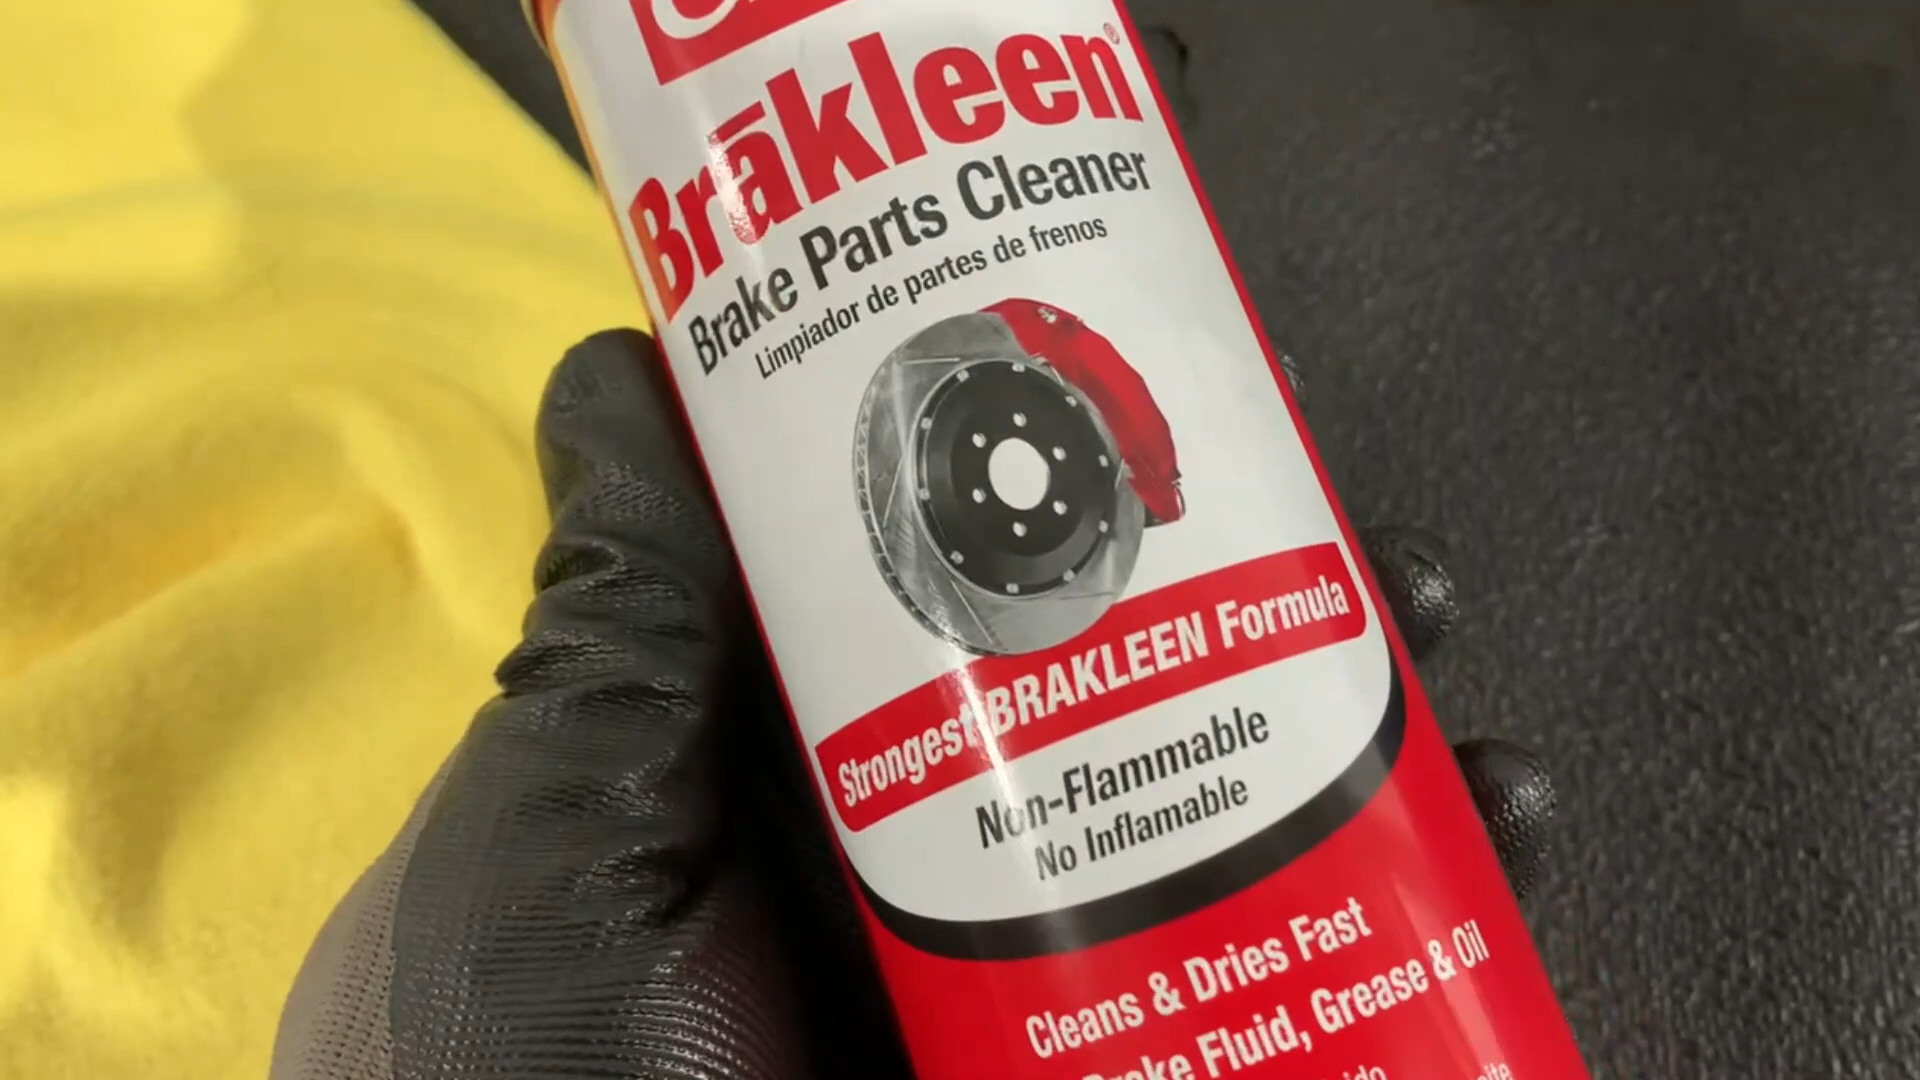 Brākleen®
Brake Parts Cleaner
Limpiador de partes de frenos
Strongest BRAKLEEN Formula
Non-Flammable
No Inflamable
Cleans & Dries Fast
Brake Fluid, Grease & Oil